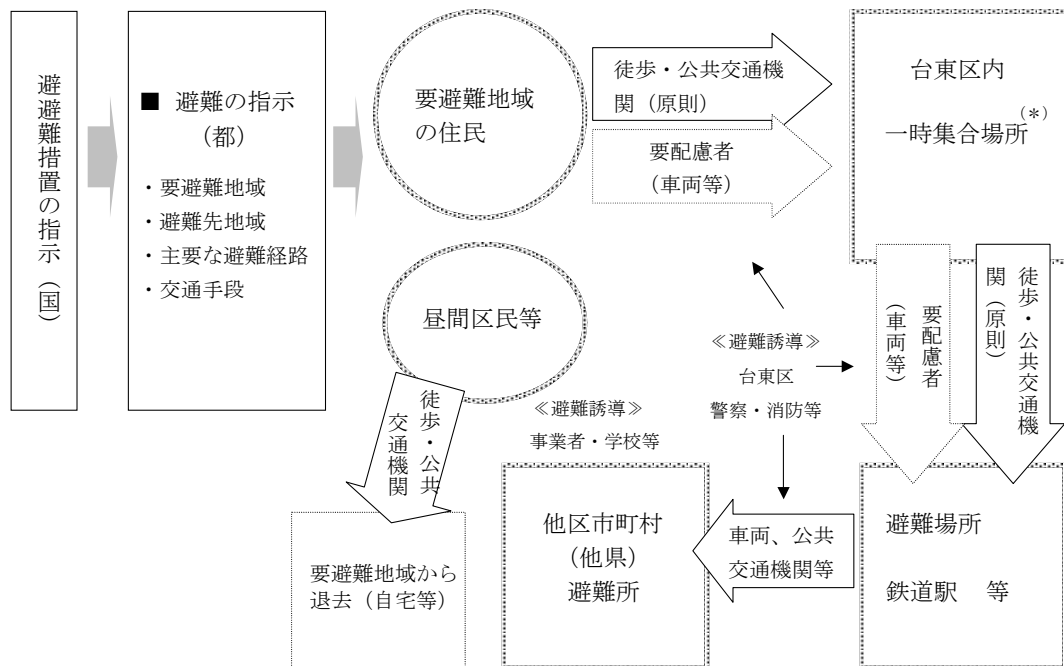 避避難措置の指示（国）
■ 避難の指示
（都）
・要避難地域
・避難先地域
・主要な避難経路
・交通手段
要避難地域
の住民
徒歩・公共交通機
関（原則）
要配慮者
（車両等）
台東区内
一時集合場所(*)
昼間区民等
徒歩・公共
交通機関
≪避難誘導≫
事業者・学校等
≪避難誘導≫
台東区
警察・消防等
要配慮者
（車両等）
徒歩・公共交通機
関（原則）
要避難地域から
退去（自宅等）
他区市町村
（他県）
避難所
車両、公共
交通機関等
避難場所
鉄道駅 等